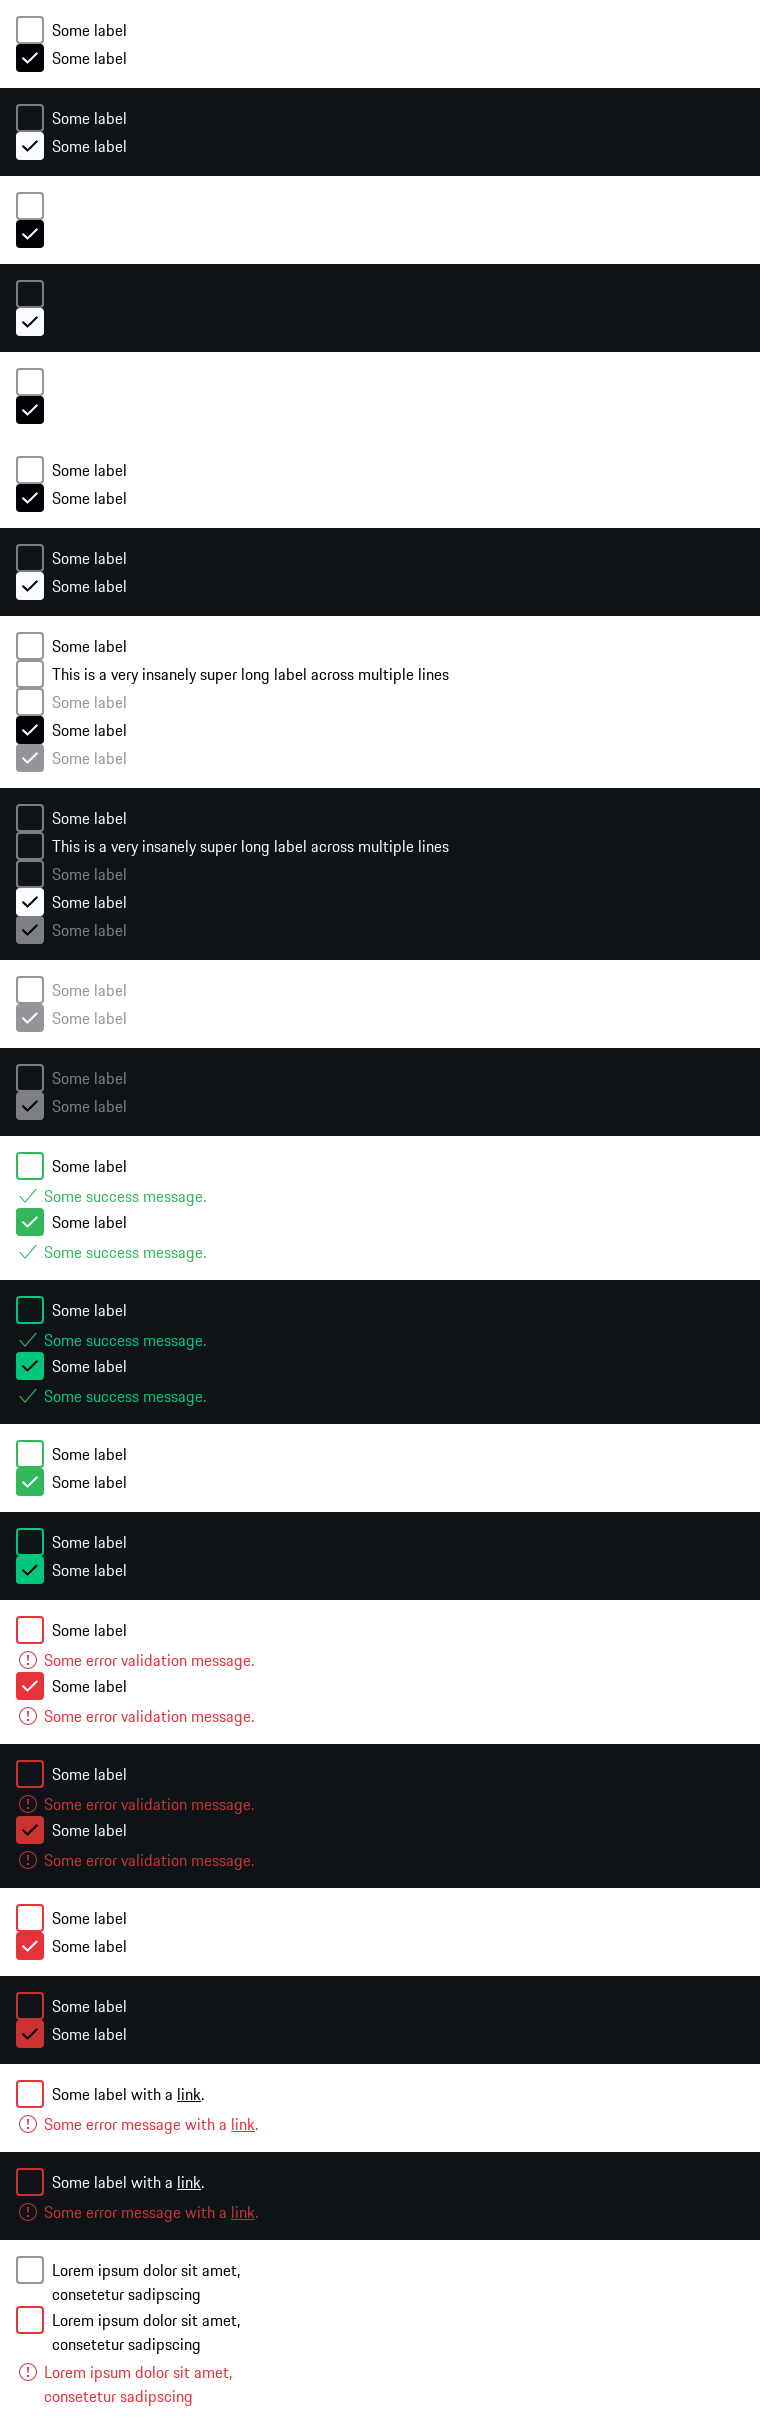 Some label
Some label
Some label
Some label
Some label
Some label
Some label
Some label
Some label
This is a very insanely super long label across multiple lines
Some label
Some label
Some label
Some label
This is a very insanely super long label across multiple lines
Some label
Some label
Some label
Some label
Some label
Some label
Some label
Some label
Some success message.
Some label
Some success message.
Some label
Some success message.
Some label
Some success message.
Some label
Some label
Some label
Some label
Some label
Some error validation message.
Some label
Some error validation message.
Some label
Some error validation message.
Some label
Some error validation message.
Some label
Some label
Some label
Some label
Some label with a link.
Some error message with a link.
Some label with a link.
Some error message with a link.
Lorem ipsum dolor sit amet,
consetetur sadipscing
Lorem ipsum dolor sit amet,
consetetur sadipscing
Lorem ipsum dolor sit amet,
consetetur sadipscing